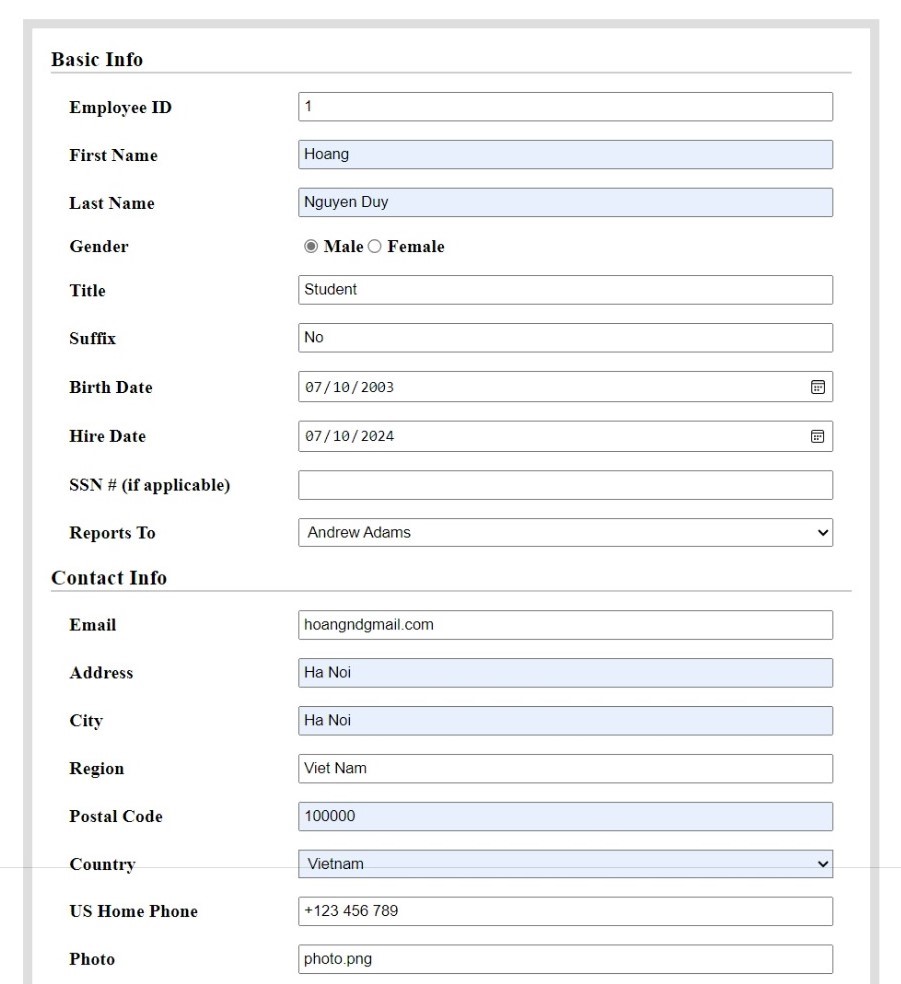 Basic Info
Employee ID 1
First Name Hoang
Last Name Nguyen Duy
Gender Male Female
Title Student
Suffix No
Birth Date 07/10/2003
Hire Date 07/10/2024
SSN # (if applicable)
Reports To Andrew Adams
Contact Info
Email hoangndgmail.com
Address Ha Noi
City Ha Noi
Region Viet Nam
Postal Code 100000
Country Vietnam
US Home Phone +123 456 789
Photo photo.png